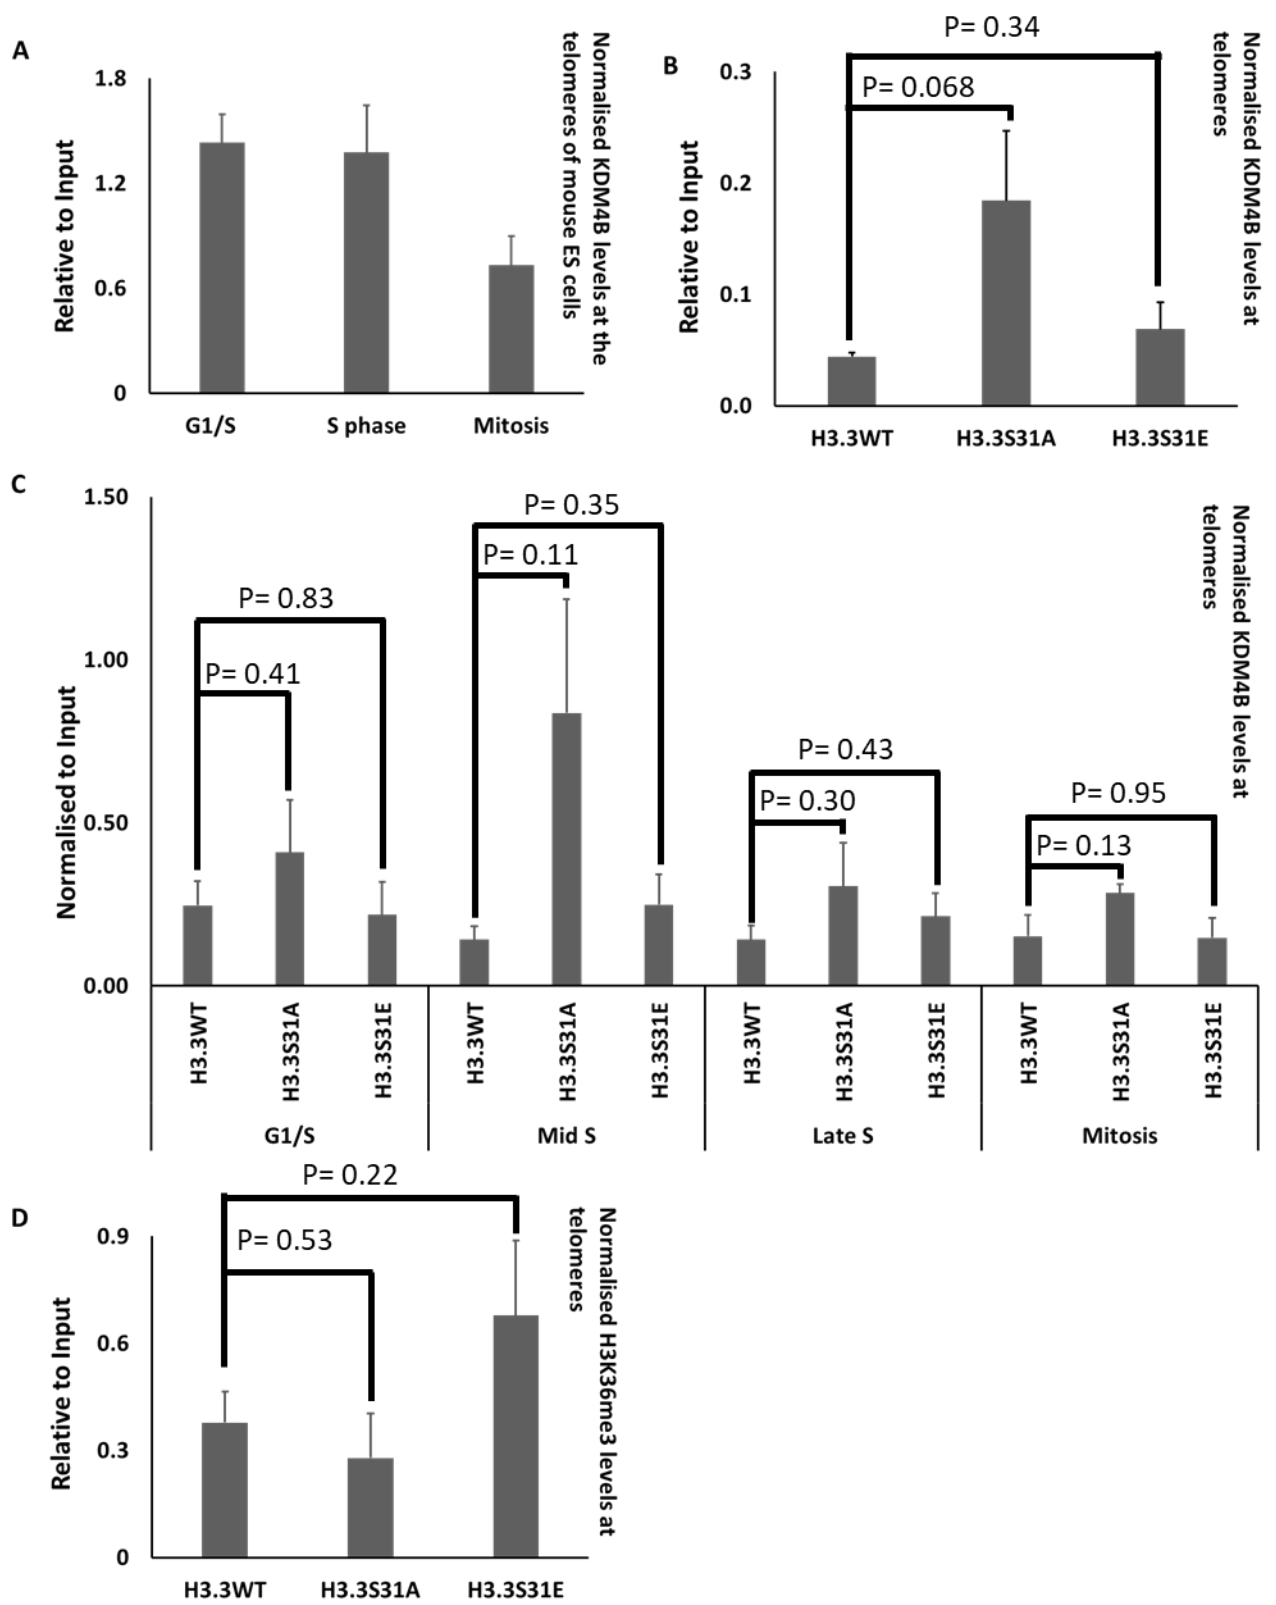 A
Normalised KDM4B levels at the
telomeres of mouse ES cells
Relative to Input
1.8
1.2
0.6
0
G1/S
S phase
Mitosis
B
Normalised KDM4B levels at
telomeres
Relative to Input
0.3
0.2
0.1
0.0
P= 0.34
P= 0.068
H3.3WT
H3.3S31A
H3.3S31E
C
Normalised KDM4B levels at
telomeres
Normalised to Input
1.50
1.00
0.50
0.00
P= 0.83
P= 0.41
P= 0.35
P= 0.11
P= 0.43
P= 0.30
P= 0.95
P= 0.13
H3.3WT
H3.3S31A
H3.3S31E
H3.3WT
H3.3S31A
H3.3S31E
H3.3WT
H3.3S31A
H3.3S31E
H3.3WT
H3.3S31A
H3.3S31E
G1/S
Mid S
Late S
Mitosis
D
Normalised H3K36me3 levels at
telomeres
Relative to Input
0.9
0.6
0.3
0
P= 0.22
P= 0.53
H3.3WT
H3.3S31A
H3.3S31E